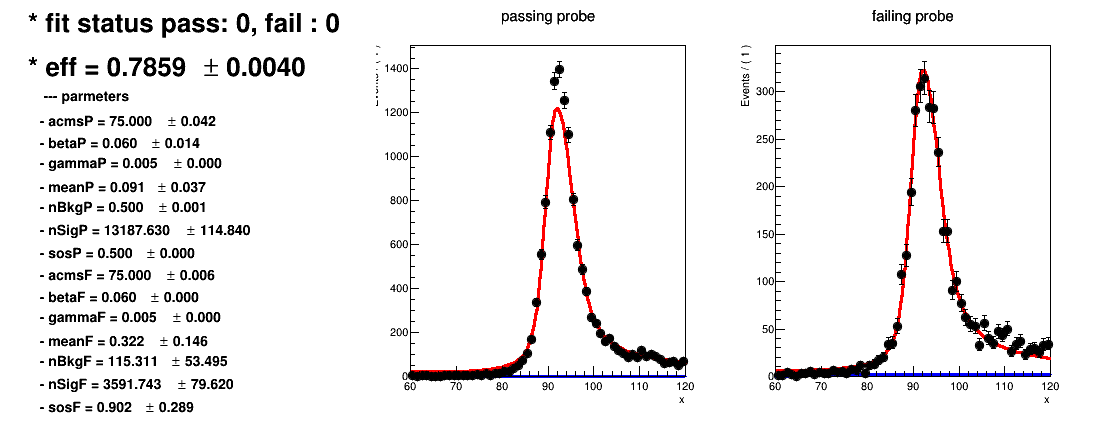 * fit status pass: 0, fail : 0
* eff = 0.7859 ± 0.0040
--- parmeters
- acmsP = 75.000 ± 0.042
- betaP = 0.060 ± 0.014
- gammaP = 0.005 ± 0.000
- meanP = 0.091 ± 0.037
- nBkgP = 0.500 ± 0.001
- nSigP = 13187.630 ± 114.840
- sosP = 0.500 ± 0.000
- acmsF = 75.000 ± 0.006
- betaF = 0.060 ± 0.000
- gammaF = 0.005 ± 0.000
- meanF = 0.322 ± 0.146
- nBkgF = 115.311 ± 53.495
- nSigF = 3591.743 ± 79.620
- sosF = 0.902 ± 0.289
passing probe
1400
1200
1000
800
600
400
200
0
60 70 80 90 100 110 120
x
failing probe
Events / ( 1 )
300
250
200
150
100
50
0
60 70 80 90 100 110 120
x